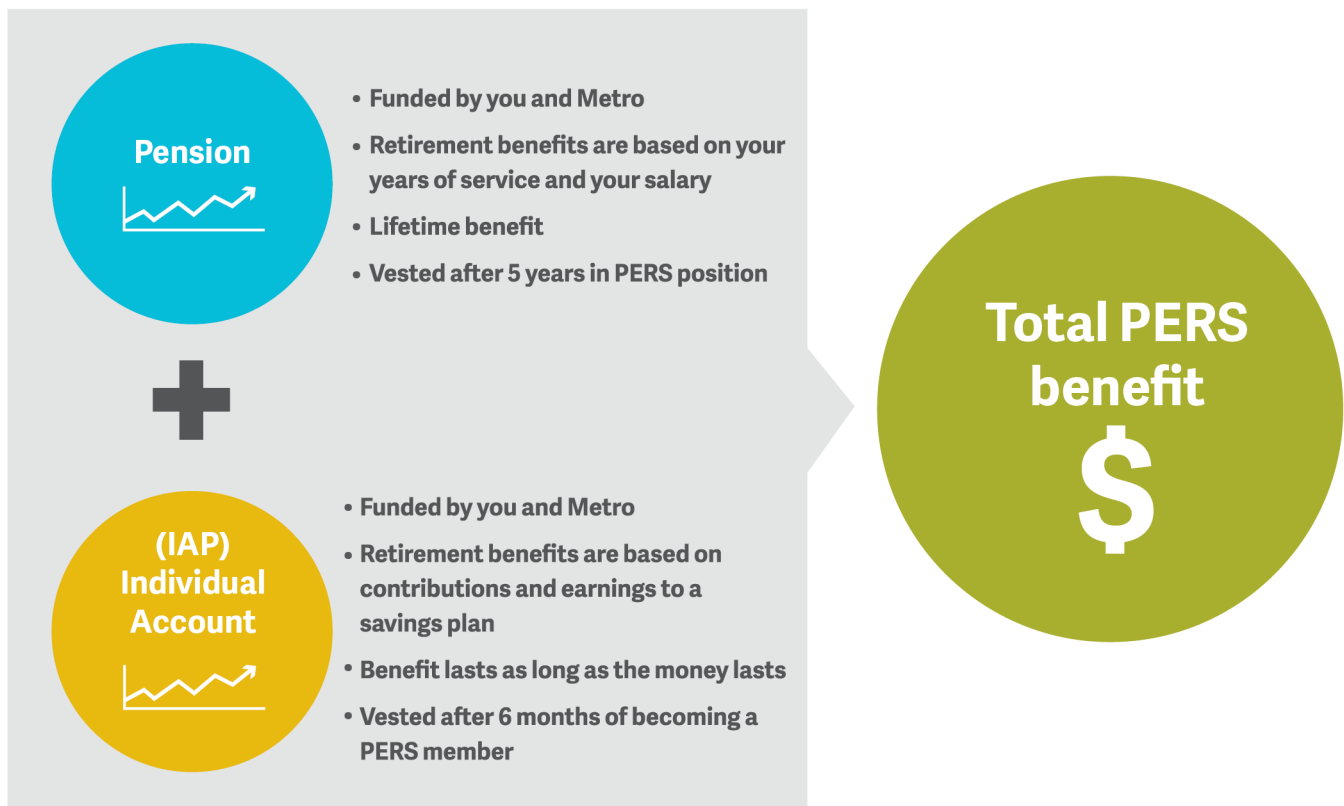 Pension
• Funded by you and Metro
• Retirement benefits are based on your
years of service and your salary
• Lifetime benefit
• Vested after 5 years in PERS position
(IAP)
Individual
Account
• Funded by you and Metro
• Retirement benefits are based on
contributions and earnings to a
savings plan
• Benefit lasts as long as the money lasts
• Vested after 6 months of becoming a
PERS member
Total PERS
benefit
$